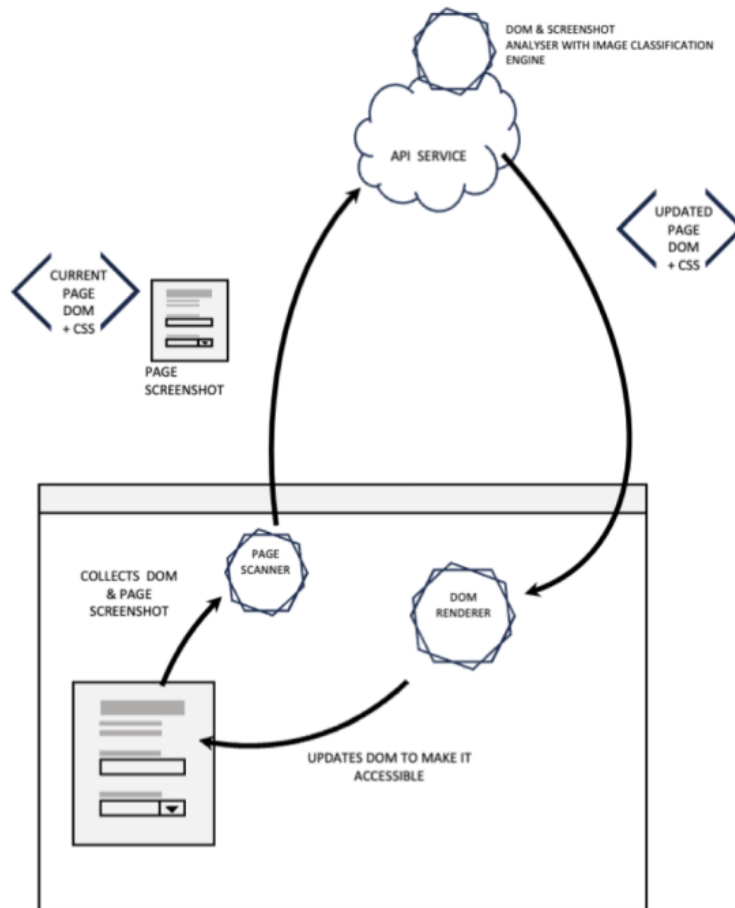 DOM & SCREENSHOT
ANALYSER WITH IMAGE CLASSIFICATION
ENGINE
API SERVICE
UPDATED
PAGE
DOM
+ CSS
CURRENT
PAGE
DOM
+ CSS
PAGE
SCREENSHOT
PAGE
SCANNER
COLLECTS DOM
& PAGE
SCREENSHOT
DOM
RENDERER
UPDATES DOM TO MAKE IT
ACCESSIBLE